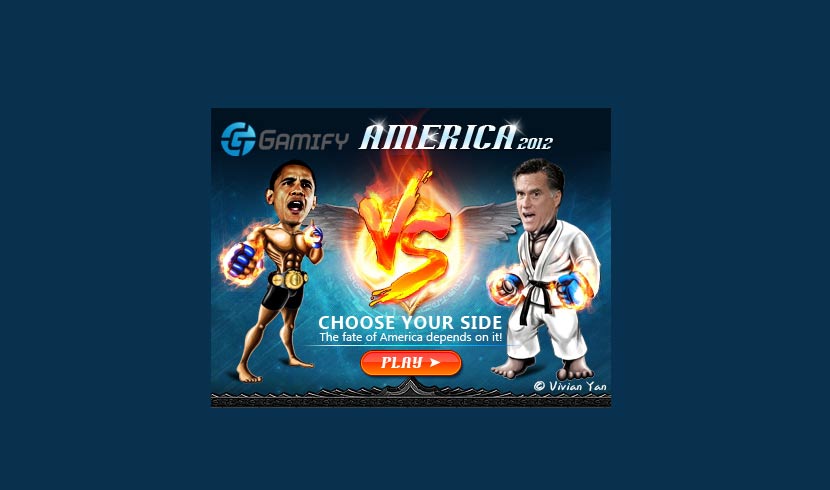 GAMIFY AMERICA 2012
VS
CHOOSE YOUR SIDE
The fate of America depends on it!
PLAY
© Vivian Yan